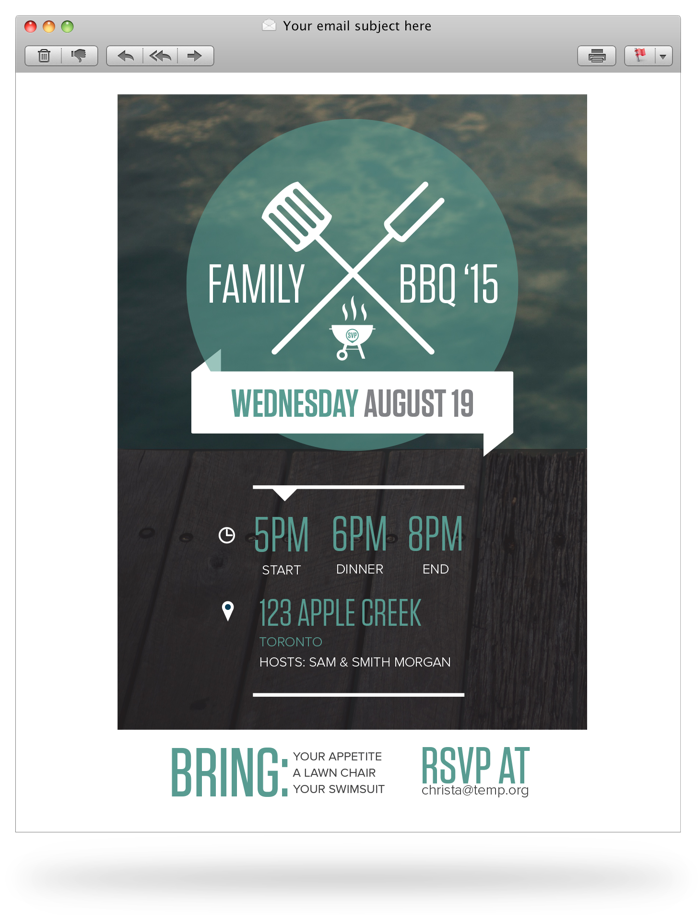 Your email subject here
FAMILY BBQ ‘15
SVP
WEDNESDAY AUGUST 19
5PM 6PM 8PM
START DINNER END
123 APPLE CREEK
TORONTO
HOSTS: SAM & SMITH MORGAN
BRING:
YOUR APPETITE
A LAWN CHAIR
YOUR SWIMSUIT
RSVP AT
christa@temp.org